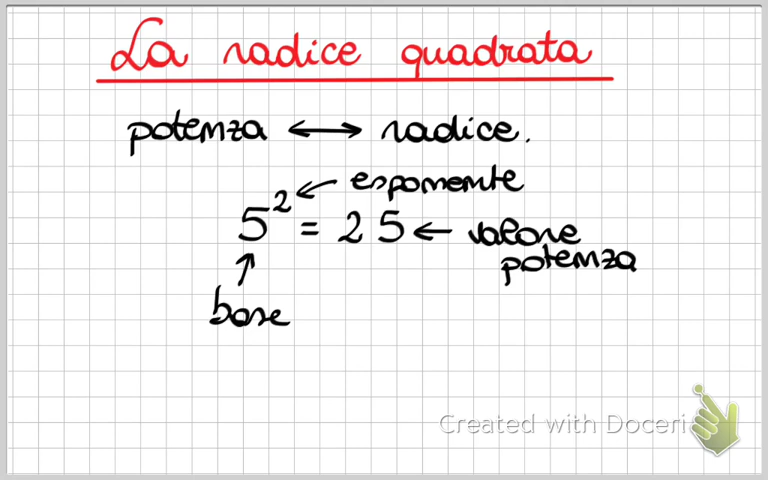 La radice quadrata
potenza ↔ radice.
5² = 25 ← valore potenza
← esponente
↑
base
Created with Doceri